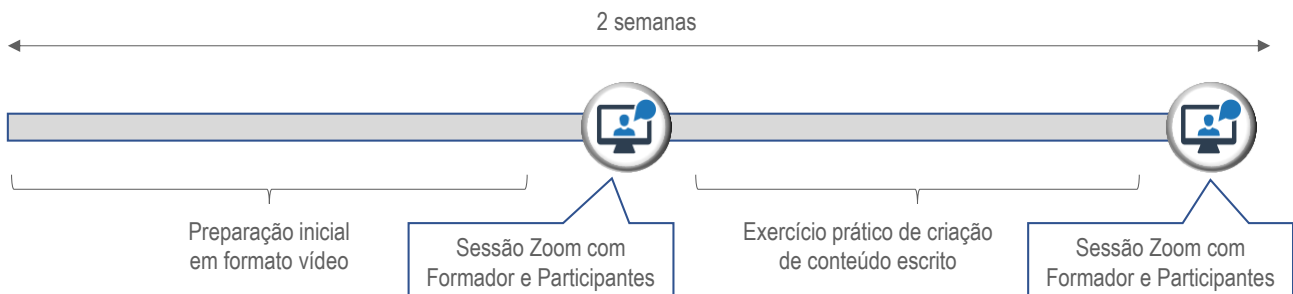 2 semanas
Preparação inicial
em formato vídeo
Sessão Zoom com
Formador e Participantes
Exercício prático de criação
de conteúdo escrito
Sessão Zoom com
Formador e Participantes